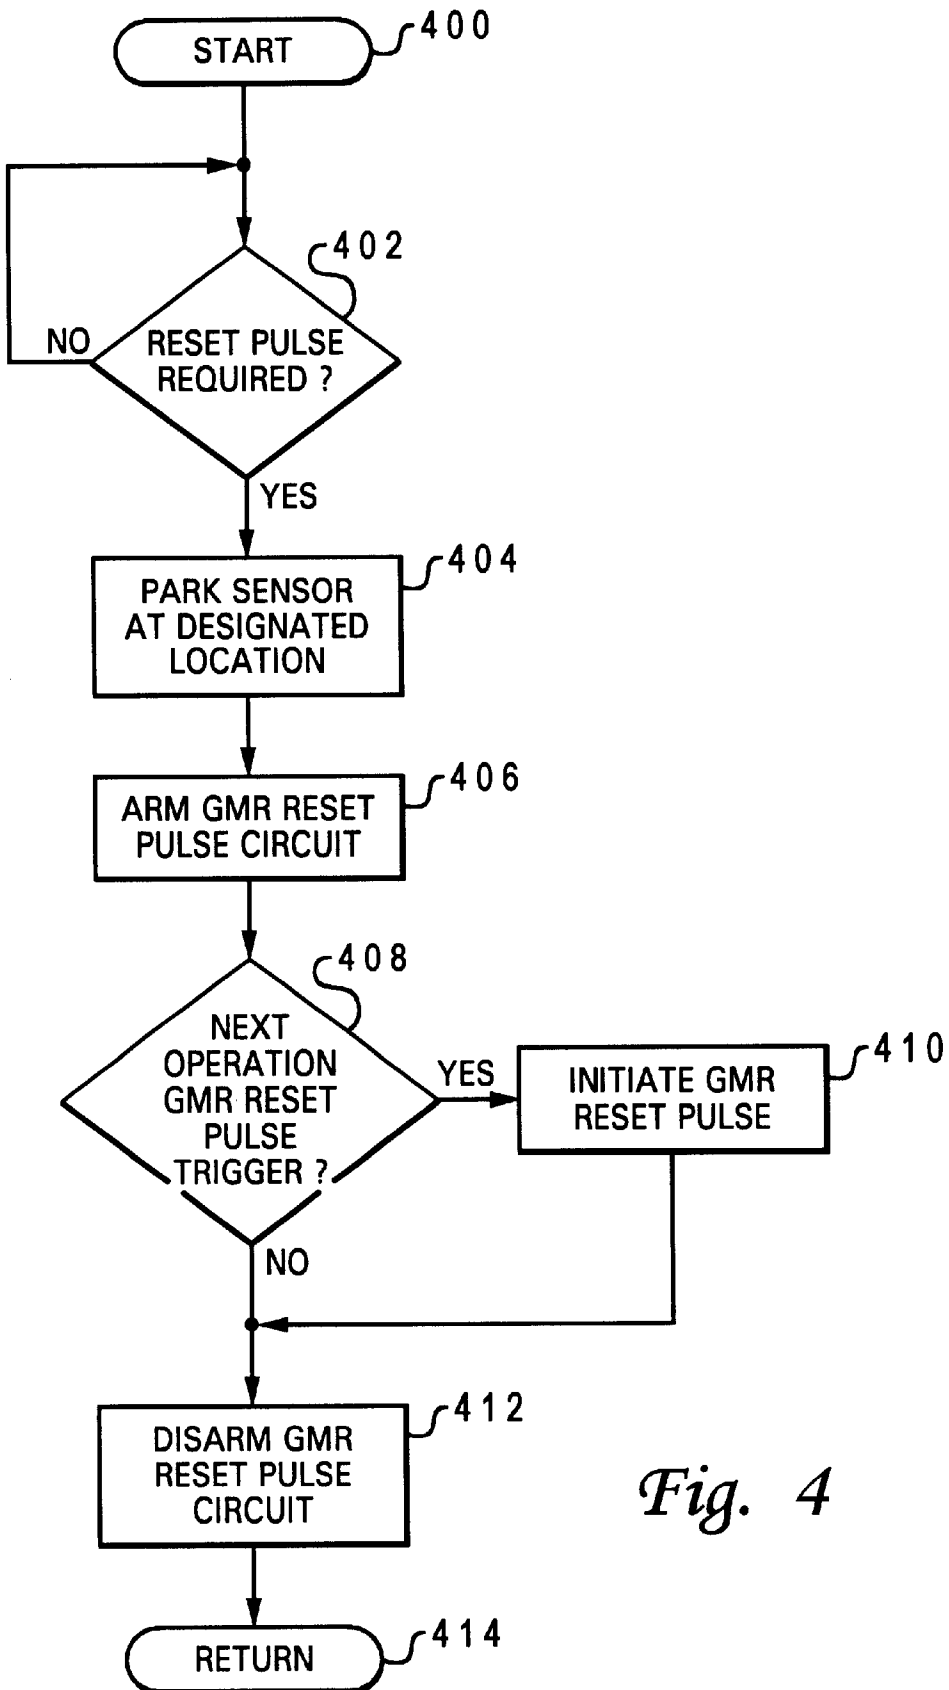 START
400
402
NO
RESET PULSE
REQUIRED ?
YES
404
PARK SENSOR
AT DESIGNATED
LOCATION
406
ARM GMR RESET
PULSE CIRCUIT
408
NEXT
OPERATION
GMR RESET
PULSE
TRIGGER ?
YES
410
INITIATE GMR
RESET PULSE
NO
412
DISARM GMR
RESET PULSE
CIRCUIT
Fig. 4
414
RETURN